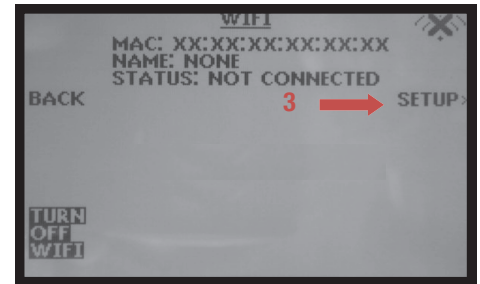 WIFI
MAC: XX:XX:XX:XX:XX:XX
NAME: NONE
STATUS: NOT CONNECTED
BACK
3
SETUP>
TURN
OFF
WIFI